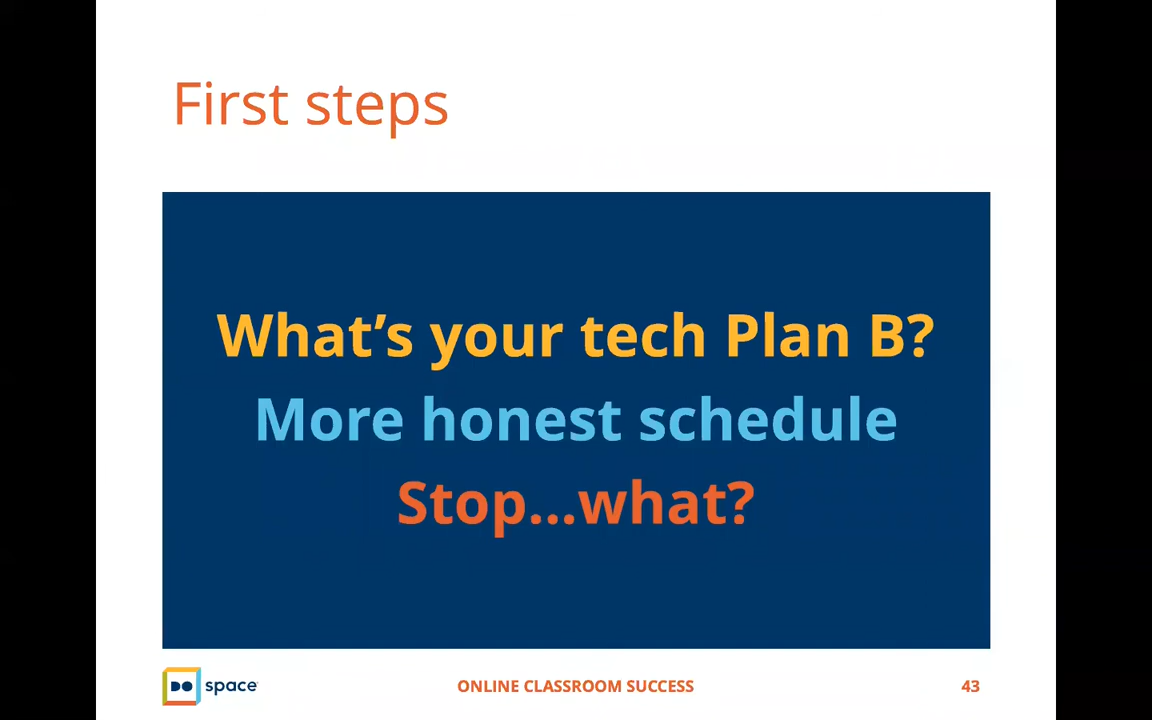 First steps
What’s your tech Plan B?
More honest schedule
Stop...what?
DO space
ONLINE CLASSROOM SUCCESS
43